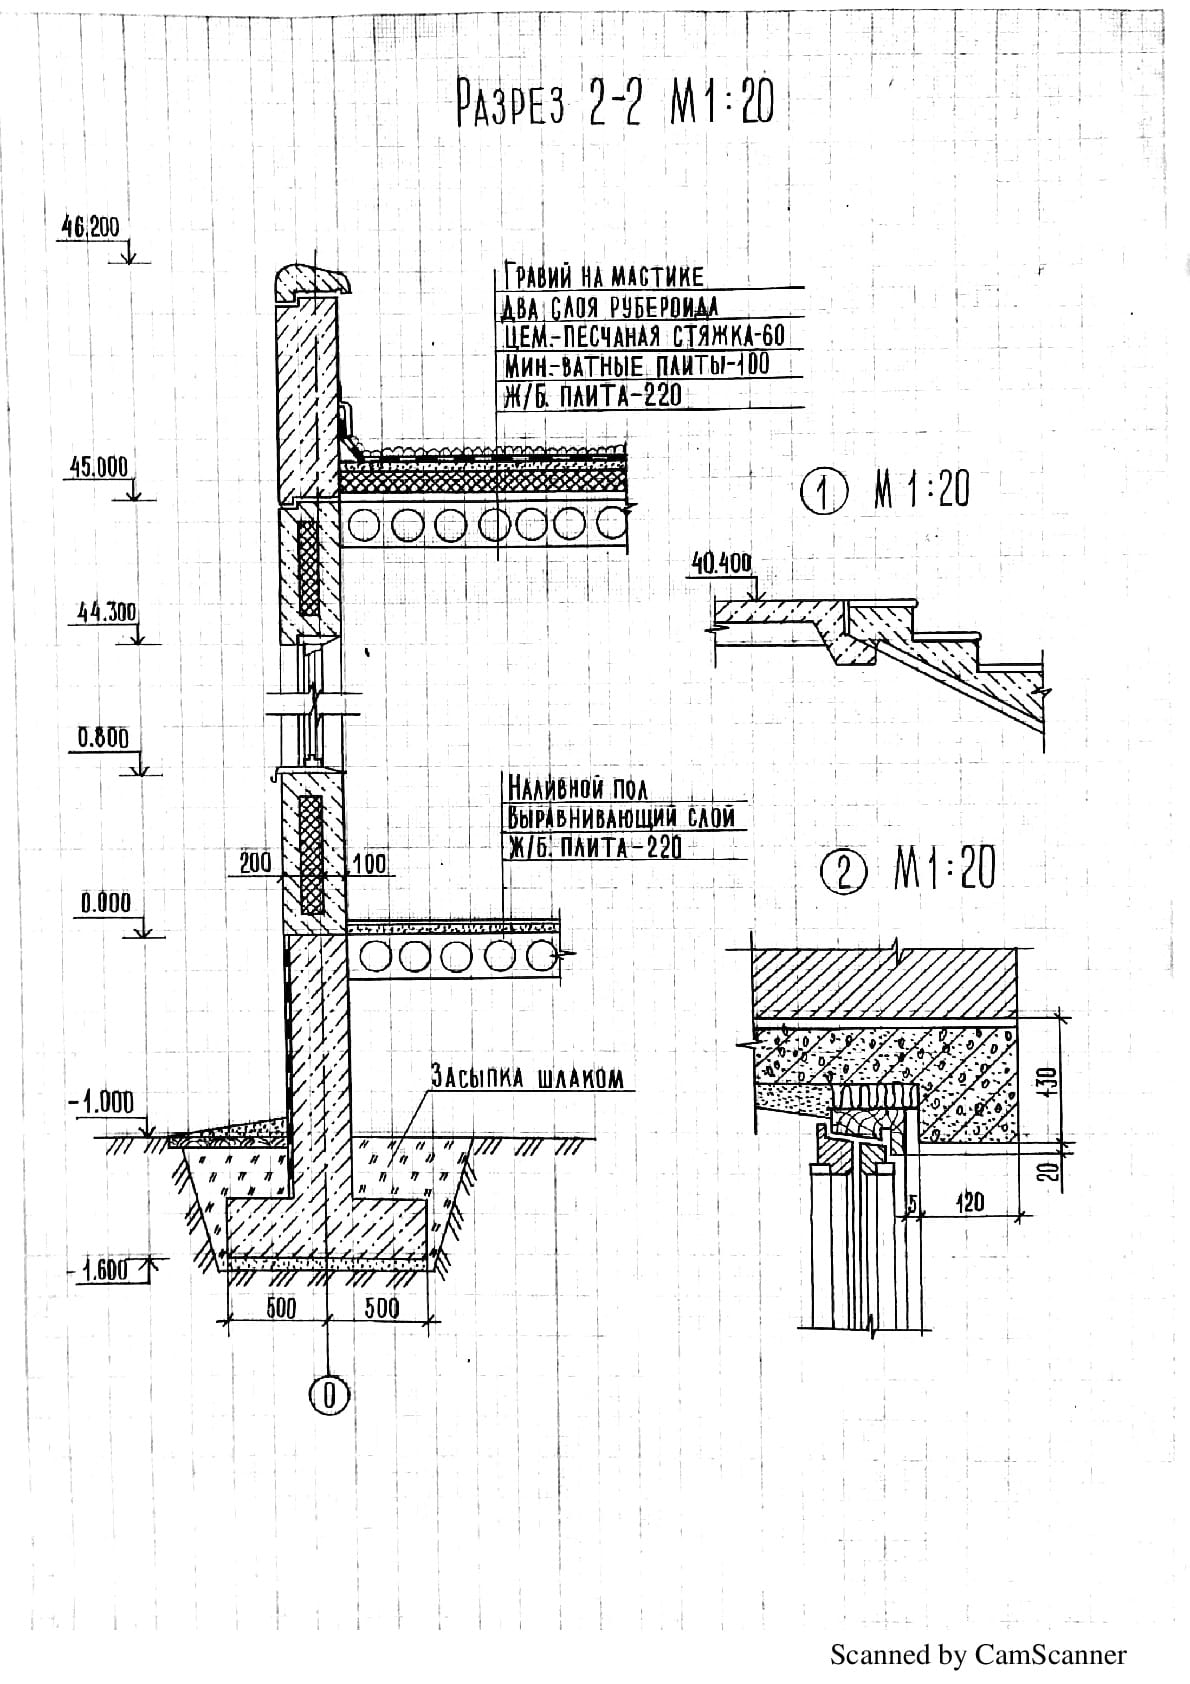 Разрез 2-2 М1:20
46.200
Гравий на мастике
Два слоя рубероида
Цем.-песчаная стяжка-60
Мин.-ватные плиты-100
Ж/б. плита-220
45.000
1 М 1:20
40.400
44.300
0.800
Наливной пол
Выравнивающий слой
Ж/б. плита-220
200
100
2 М1:20
0.000
130
Засыпка шлаком
-1.000
20
5
120
-1.600
500
500
0
Scanned by CamScanner